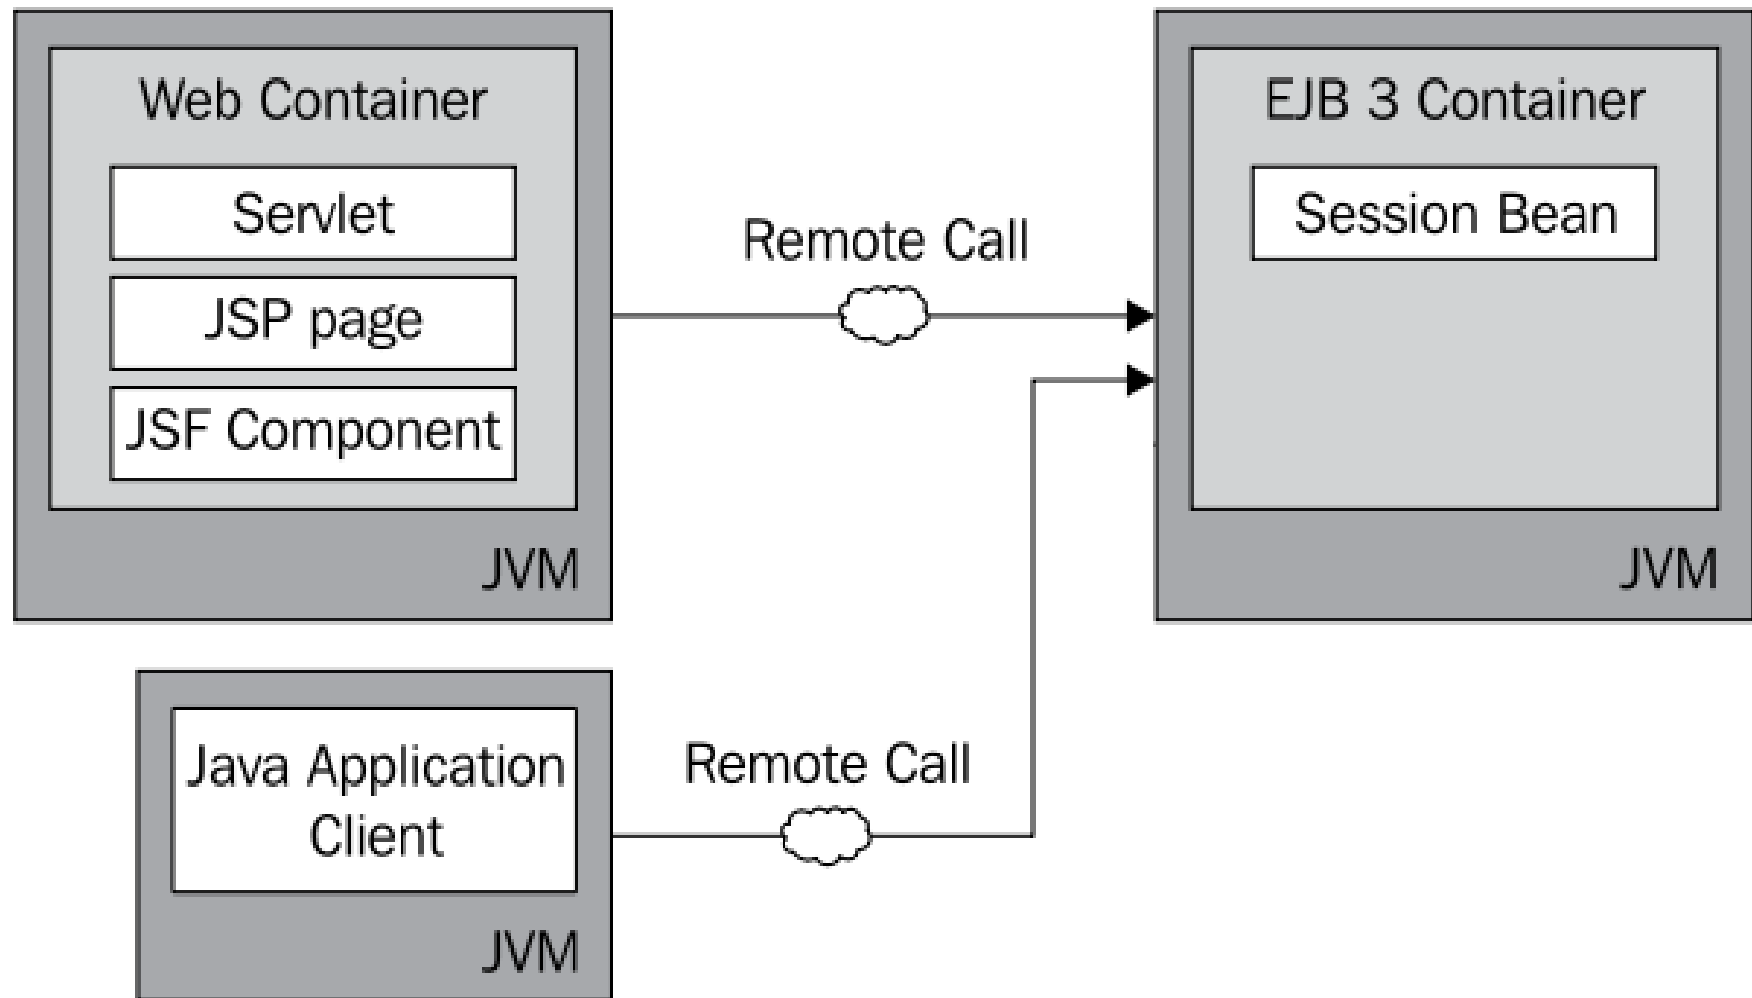 Web Container
Servlet
JSP page
JSF Component
JVM
Remote Call
EJB 3 Container
Session Bean
JVM
Java Application
Client
JVM
Remote Call